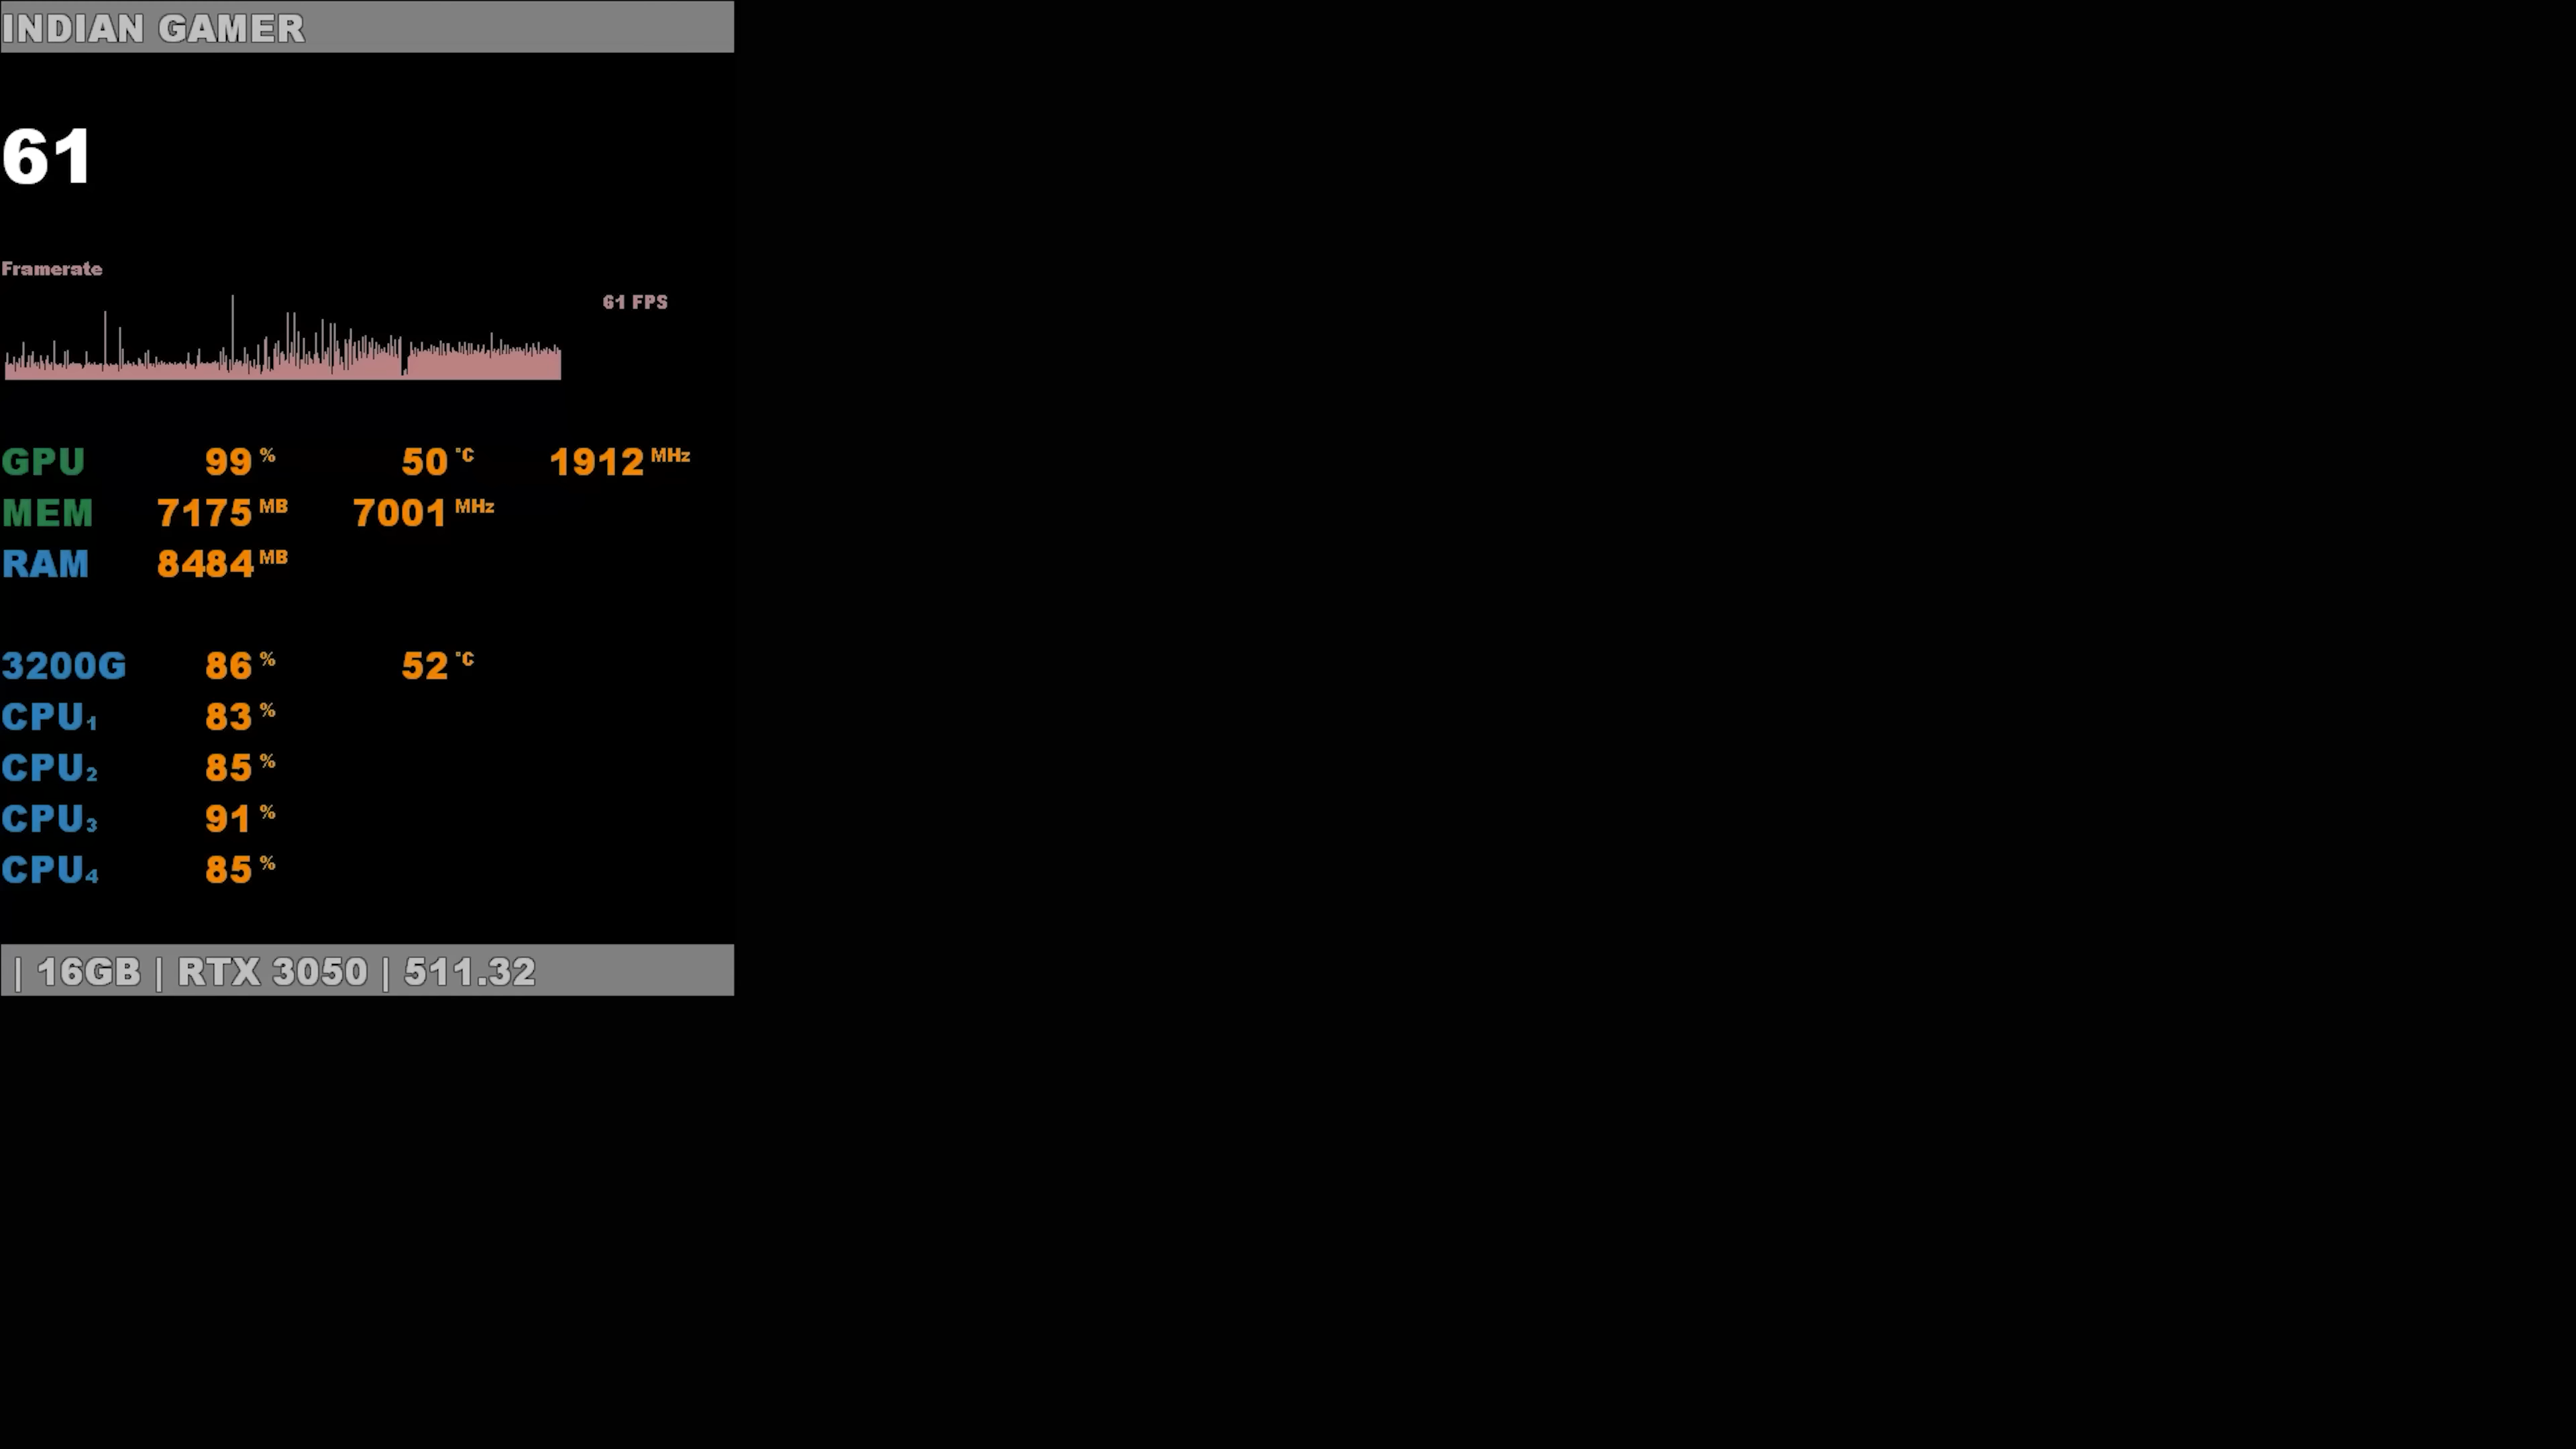 INDIAN GAMER
61
Framerate
61 FPS
GPU 99 % 50 °C 1912 MHz
MEM 7175 MB 7001 MHz
RAM 8484 MB
3200G 86 % 52 °C
CPU1 83 %
CPU2 85 %
CPU3 91 %
CPU4 85 %
| 16GB | RTX 3050 | 511.32